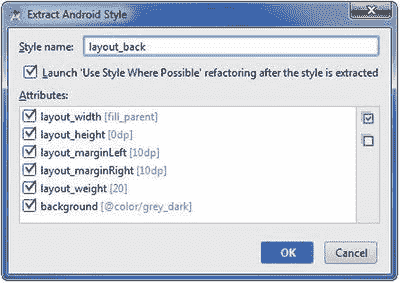 Extract Android Style
Style name: layout_back
Launch 'Use Style Where Possible' refactoring after the style is extracted
Attributes:
layout_width [fill_parent]
layout_height [0dp]
layout_marginLeft [10dp]
layout_marginRight [10dp]
layout_weight [20]
background [@color/grey_dark]
OK Cancel